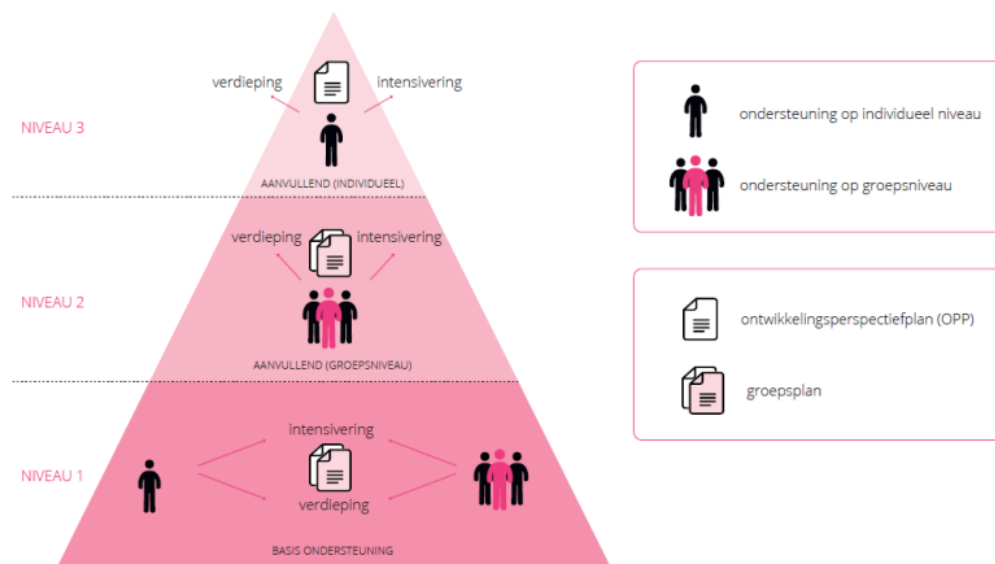 verdieping
intensivering
NIVEAU 3
AANVULLEND (INDIVIDUEEL)
verdieping
intensivering
NIVEAU 2
AANVULLEND (GROEPSNIVEAU)
intensivering
NIVEAU 1
verdieping
BASIS ONDERSTEUNING
ondersteuning op individueel niveau
ondersteuning op groepsniveau
ontwikkelingsperspectiefplan (OPP)
groepsplan